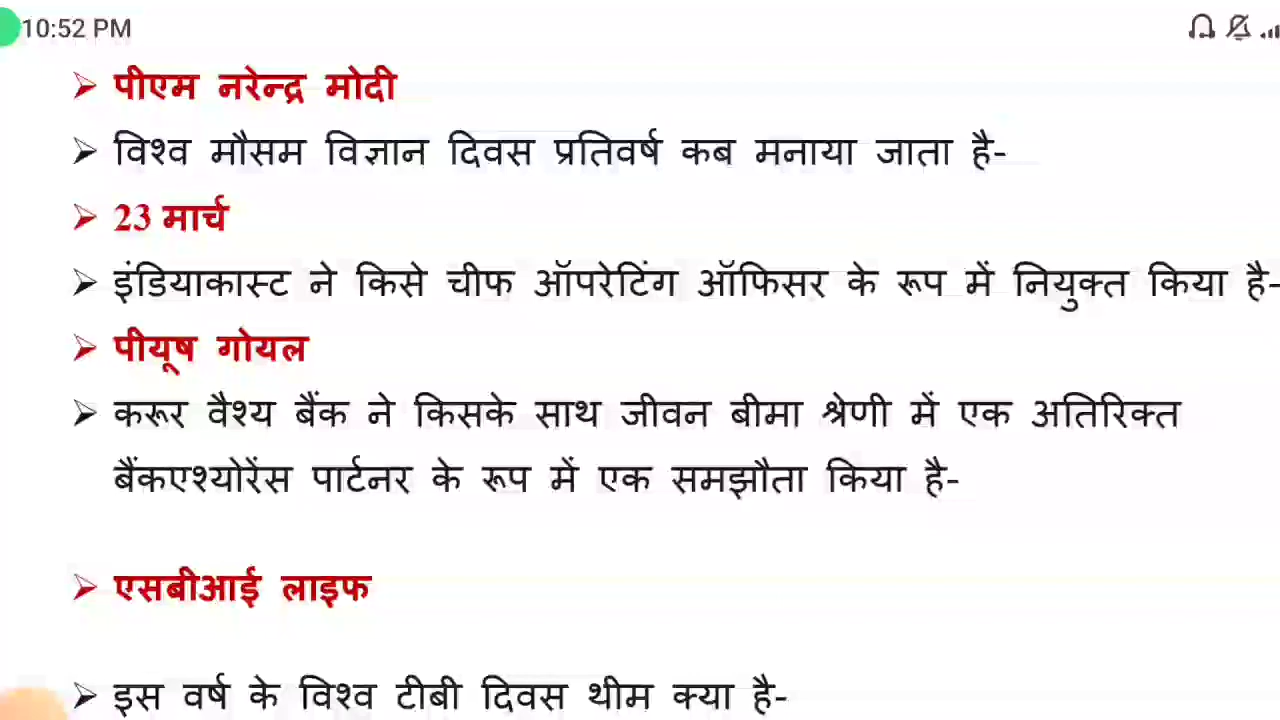 10:52 PM
➢ पीएम नरेन्द्र मोदी
➢ विश्व मौसम विज्ञान दिवस प्रतिवर्ष कब मनाया जाता है-
➢ 23 मार्च
➢ इंडियाकास्ट ने किसे चीफ ऑपरेटिंग ऑफिसर के रूप में नियुक्त किया है-
➢ पीयूष गोयल
➢ करूर वैश्य बैंक ने किसके साथ जीवन बीमा श्रेणी में एक अतिरिक्त
बैंकएश्योरेंस पार्टनर के रूप में एक समझौता किया है-
➢ एसबीआई लाइफ
➢ इस वर्ष के विश्व टीबी दिवस थीम क्या है-